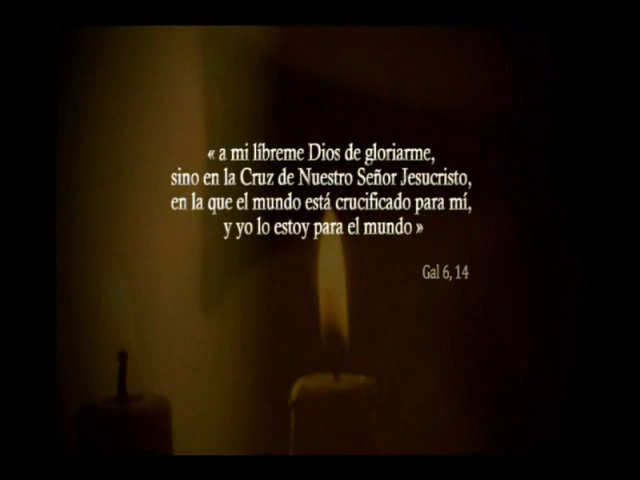 « a mi líbreme Dios de gloriarme,
sino en la Cruz de Nuestro Señor Jesucristo,
en la que el mundo está crucificado para mí,
y yo lo estoy para el mundo »
Gal 6, 14